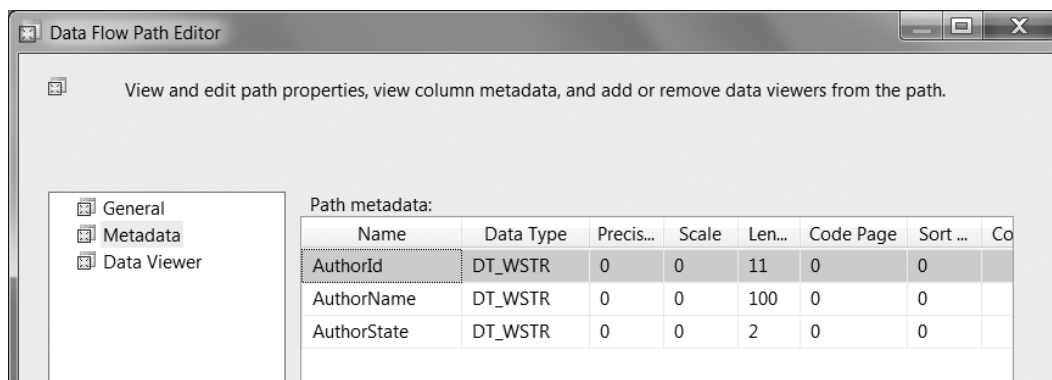 Data Flow Path Editor
View and edit path properties, view column metadata, and add or remove data viewers from the path.
General
Metadata
Data Viewer
Path metadata:
Name Data Type Precis... Scale Len... Code Page Sort ... Co
AuthorId DT_WSTR 0 0 11 0 0
AuthorName DT_WSTR 0 0 100 0 0
AuthorState DT_WSTR 0 0 2 0 0